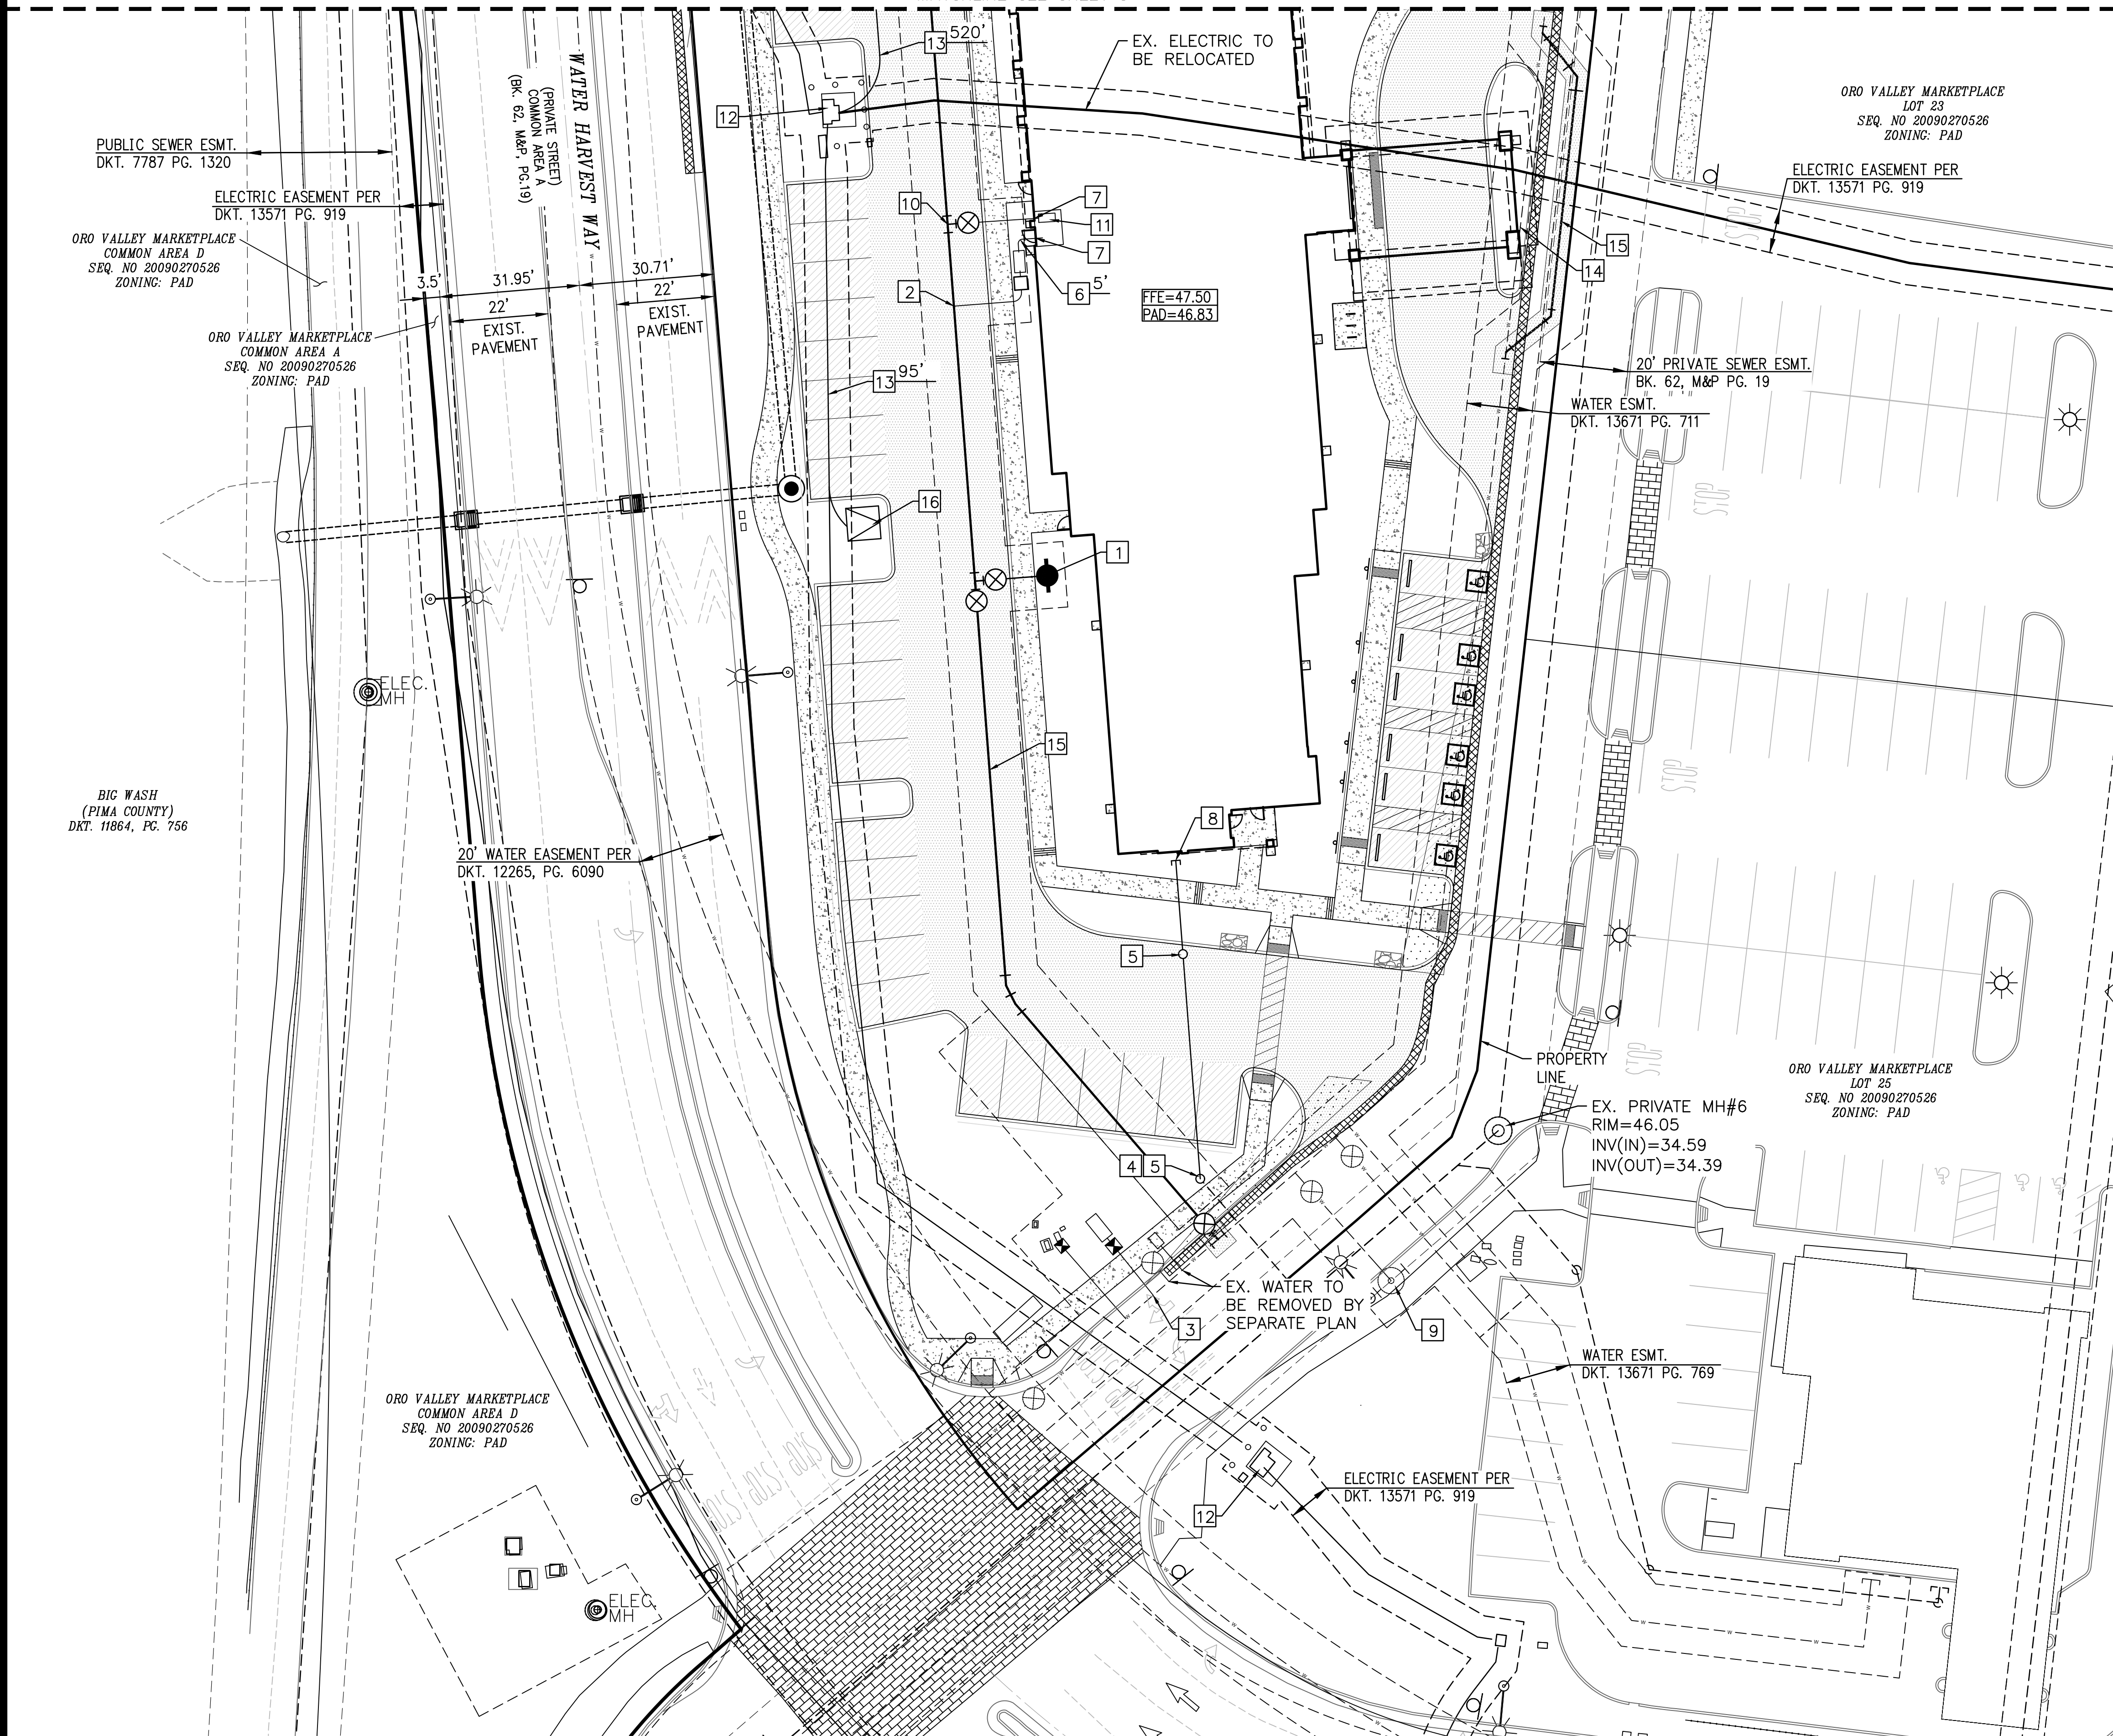 13 520'
EX. ELECTRIC TO
BE RELOCATED
12
WATER HARVEST WAY
(PRIVATE STREET)
COMMON AREA A
(BK. 62, M&P, PG.19)
ORO VALLEY MARKETPLACE
LOT 23
SEQ. NO 20090270526
ZONING: PAD
PUBLIC SEWER ESMT.
DKT. 7787 PG. 1320
ELECTRIC EASEMENT PER
DKT. 13571 PG. 919
ELECTRIC EASEMENT PER
DKT. 13571 PG. 919
STOP
ORO VALLEY MARKETPLACE
COMMON AREA D
SEQ. NO 20090270526
ZONING: PAD
10
7
11
7
15
14
3.5'
31.95'
30.71'
22'
EXIST.
PAVEMENT
22'
EXIST.
PAVEMENT
2
6 5'
FFE=47.50
PAD=46.83
ORO VALLEY MARKETPLACE
COMMON AREA A
SEQ. NO 20090270526
ZONING: PAD
20' PRIVATE SEWER ESMT.
BK. 62, M&P PG. 19
13 95'
WATER ESMT.
DKT. 13671 PG. 711
STOP
16
1
ELEC.
MH
15
STOP
BIG WASH
(PIMA COUNTY)
DKT. 11864, PG. 756
8
20' WATER EASEMENT PER
DKT. 12265, PG. 6090
5
PROPERTY
LINE
STOP
ORO VALLEY MARKETPLACE
LOT 25
SEQ. NO 20090270526
ZONING: PAD
EX. PRIVATE MH#6
RIM=46.05
INV(IN)=34.59
INV(OUT)=34.39
4 5
EX. WATER TO
BE REMOVED BY
SEPARATE PLAN
3
9
WATER ESMT.
DKT. 13671 PG. 769
ORO VALLEY MARKETPLACE
COMMON AREA D
SEQ. NO 20090270526
ZONING: PAD
STOP
STOP
STOP
ELECTRIC EASEMENT PER
DKT. 13571 PG. 919
12
ELEC.
MH